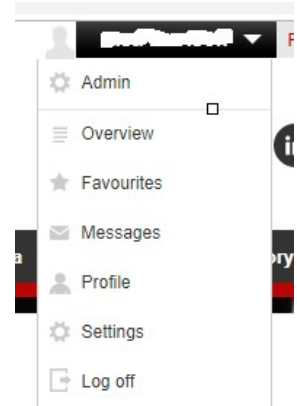 Admin
Overview
Favourites
Messages
Profile
Settings
Log off